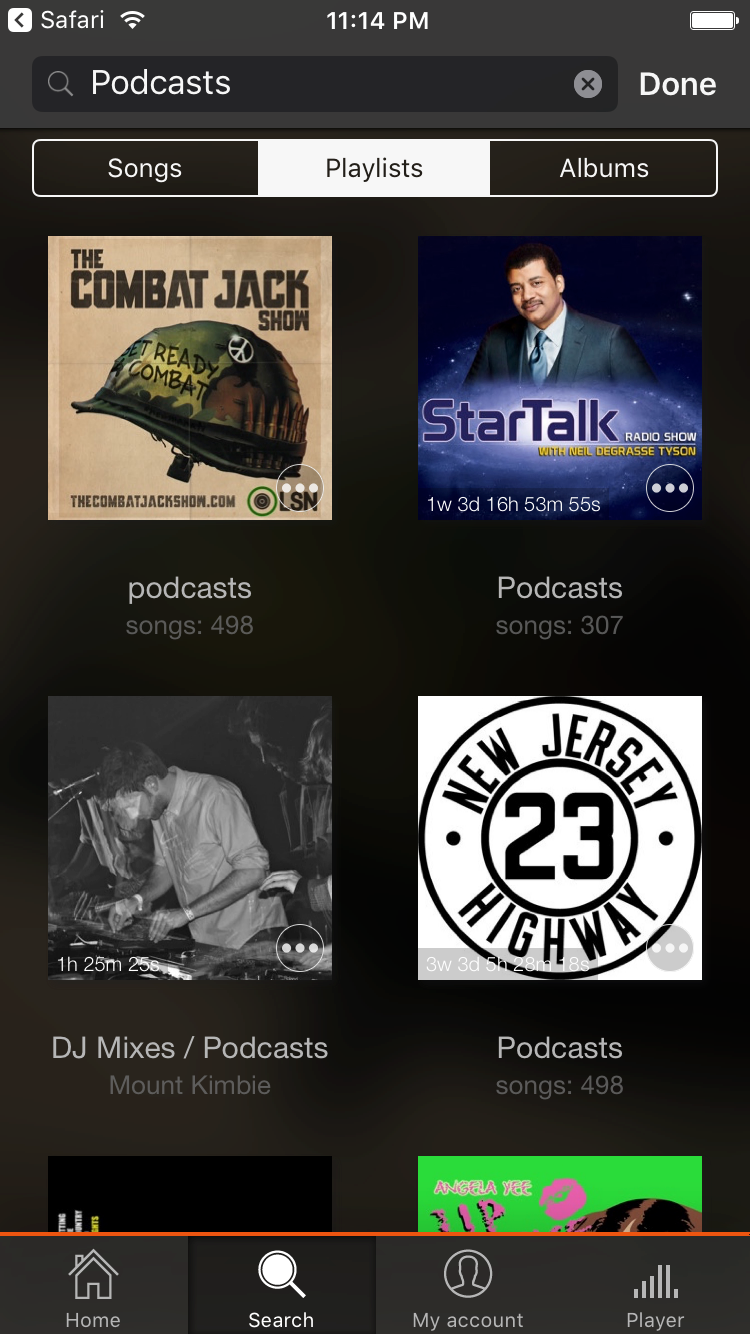 Safari
11:14 PM
Podcasts
Done
Songs
Playlists
Albums
THE
COMBAT JACK
SHOW
GET READY
4 COMBAT
THECOMBATJACKSHOW.COM
LSN
StarTalk
RADIO SHOW
WITH NEIL DEGRASSE TYSON
1w 3d 16h 53m 55s
podcasts
songs: 498
Podcasts
songs: 307
1h 25m 25s
NEW JERSEY
23
HIGHWAY
3w 3d 5h 28m 18s
DJ Mixes / Podcasts
Mount Kimbie
Podcasts
songs: 498
ANGELA YEE
Home
Search
My account
Player